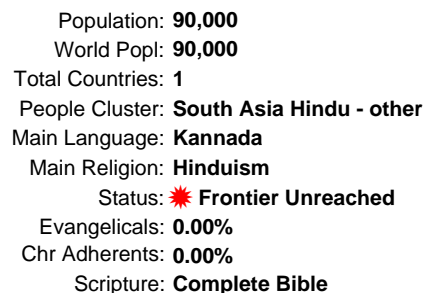 Population: 90,000
World Popl: 90,000
Total Countries: 1
People Cluster: South Asia Hindu - other
Main Language: Kannada
Main Religion: Hinduism
Status: Frontier Unreached
Evangelicals: 0.00%
Chr Adherents: 0.00%
Scripture: Complete Bible